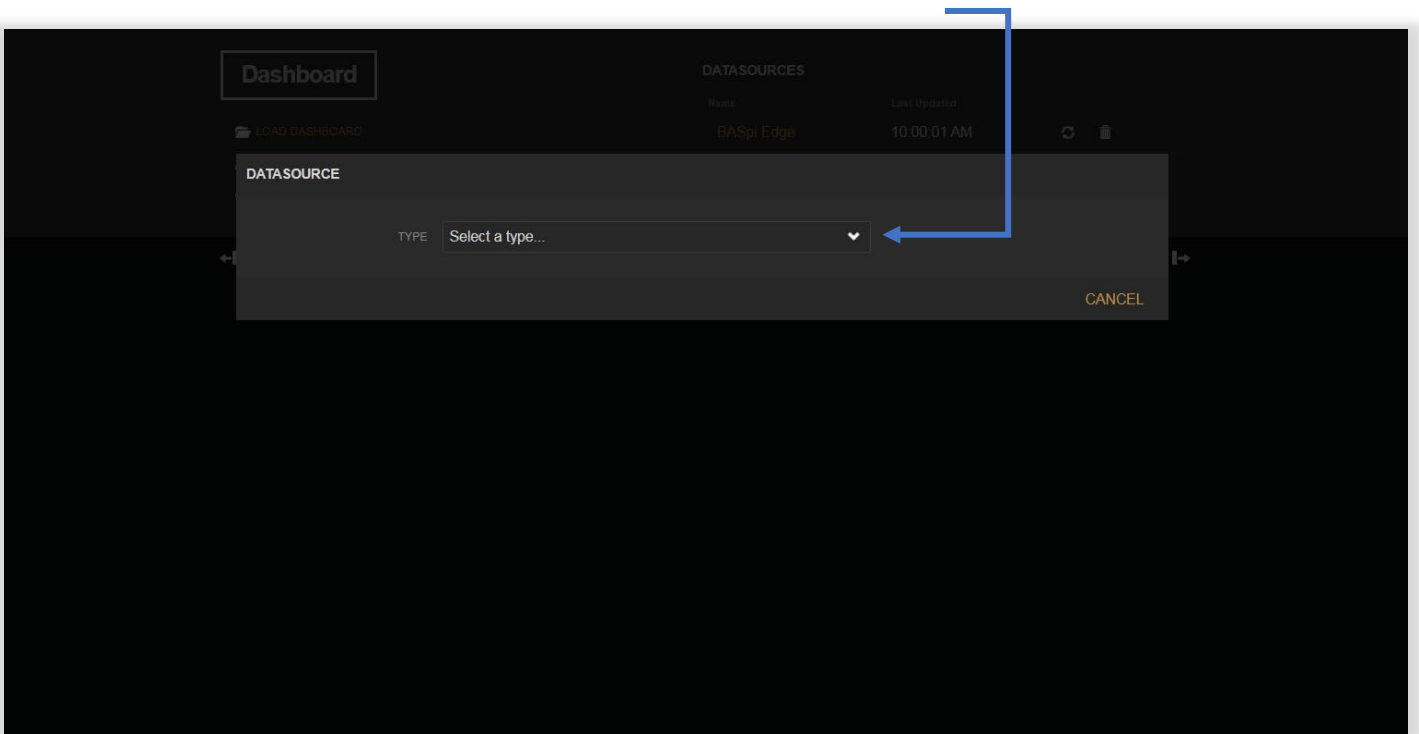 Dashboard
DATASOURCES
Name
Last Updated
LOAD DASHBOARD
BASpi Edge
10:00:01 AM
DATASOURCE
TYPE
Select a type...
CANCEL